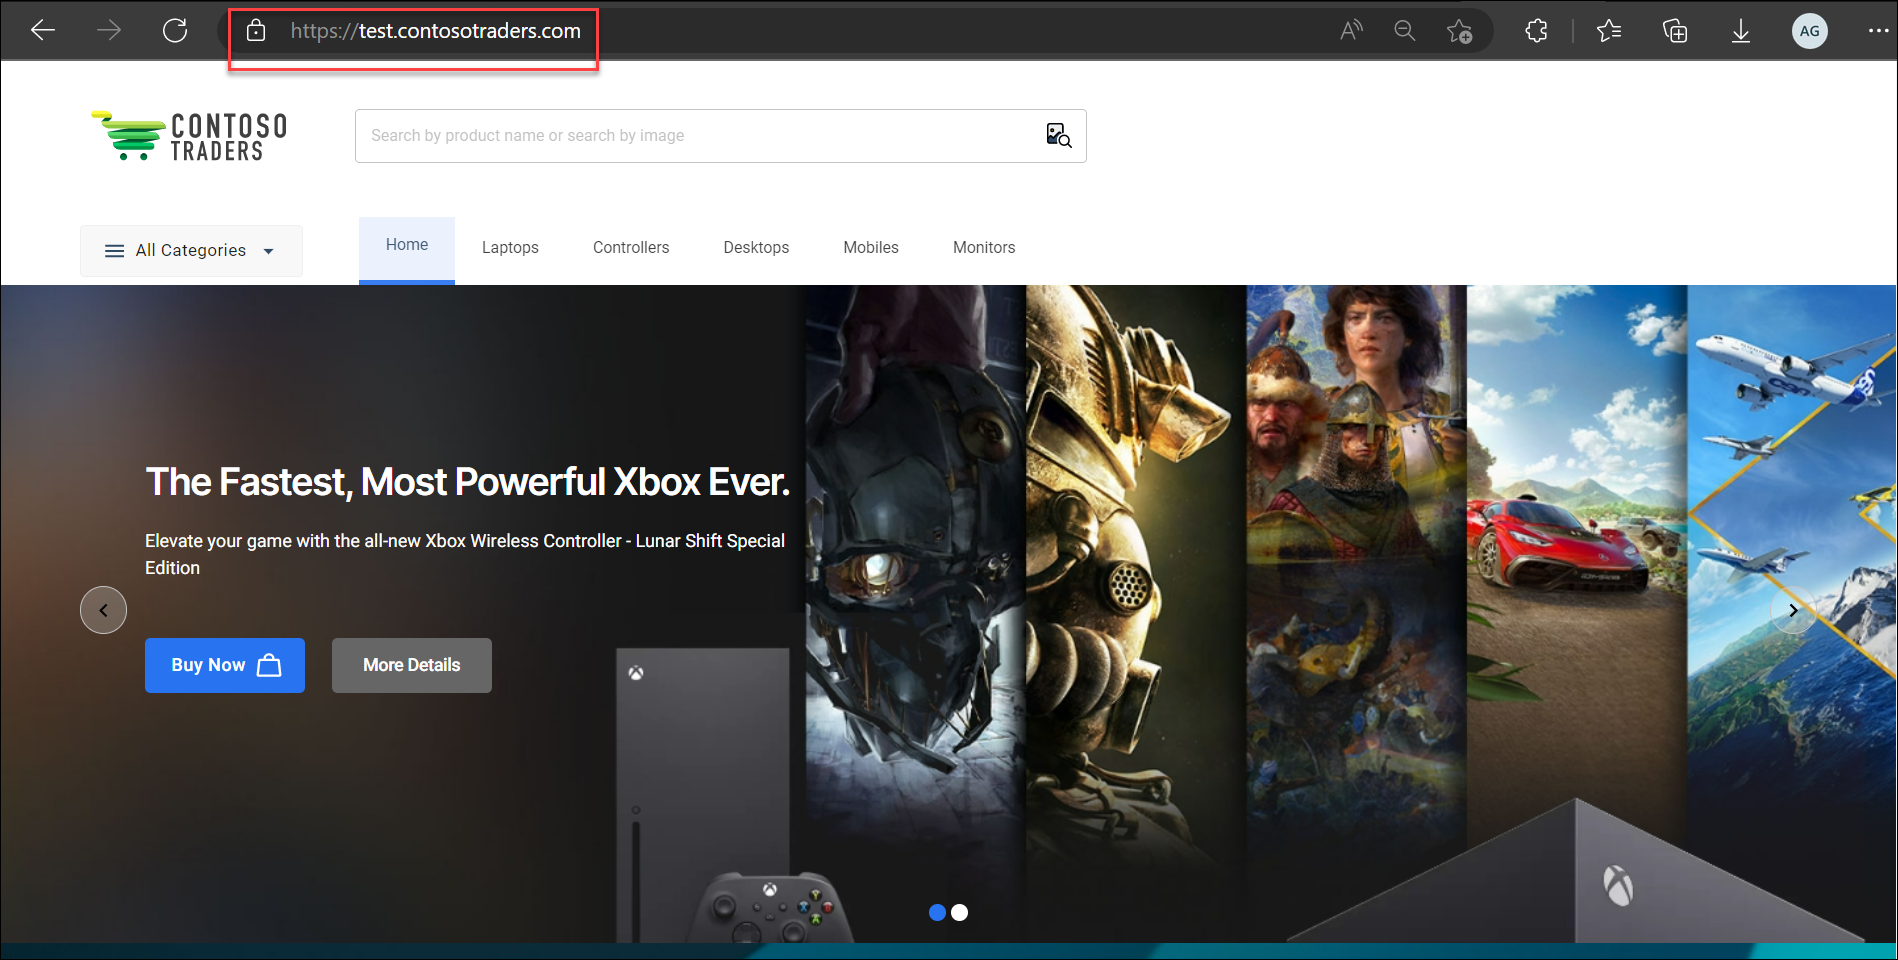 https://test.contosotraders.com
AG
CONTOSO
TRADERS
Search by product name or search by image
All Categories
Home
Laptops
Controllers
Desktops
Mobiles
Monitors
The Fastest, Most Powerful Xbox Ever.
Elevate your game with the all-new Xbox Wireless Controller - Lunar Shift Special
Edition
Buy Now
More Details